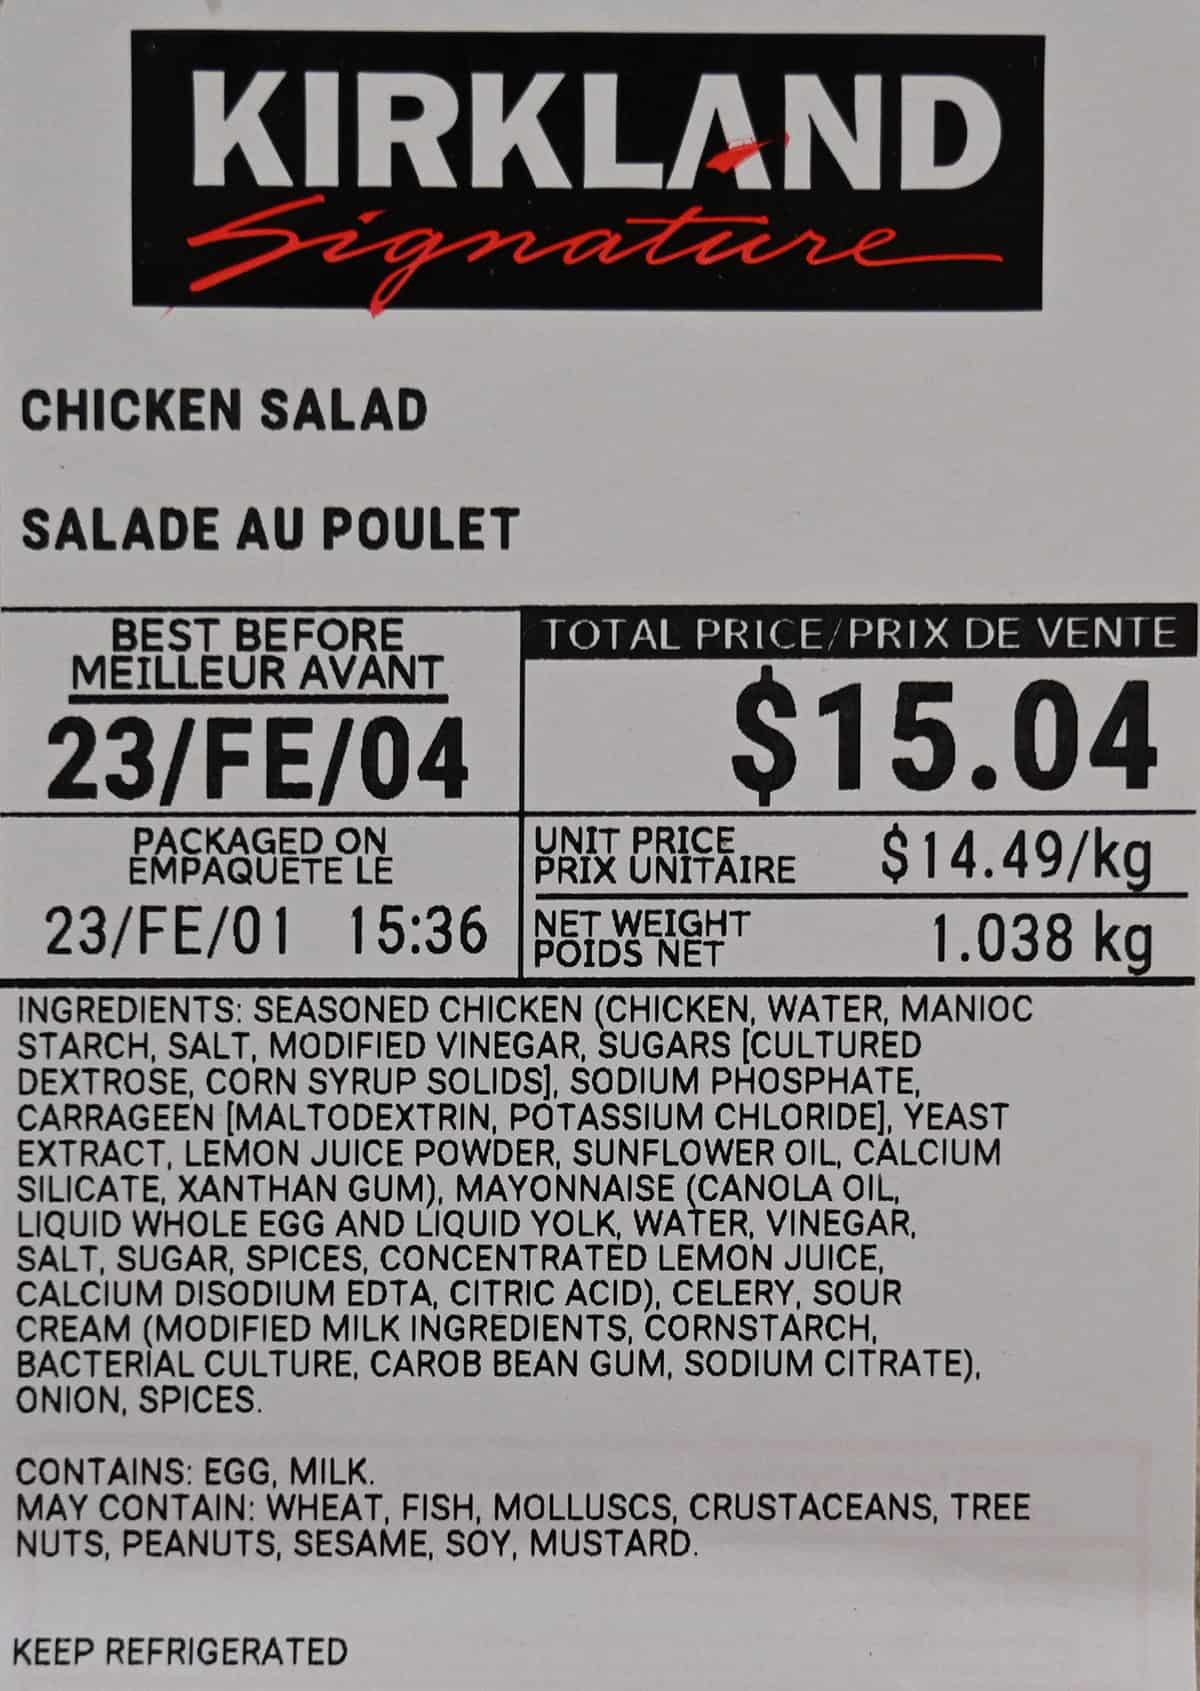 KIRKLAND
Signature
CHICKEN SALAD
SALADE AU POULET
BEST BEFORE
MEILLEUR AVANT
23/FE/04
TOTAL PRICE/PRIX DE VENTE
$15.04
PACKAGED ON
EMPAQUETE LE
23/FE/01 15:36
UNIT PRICE
PRIX UNITAIRE
$14.49/kg
NET WEIGHT
POIDS NET
1.038 kg
INGREDIENTS: SEASONED CHICKEN (CHICKEN, WATER, MANIOC
STARCH, SALT, MODIFIED VINEGAR, SUGARS [CULTURED
DEXTROSE, CORN SYRUP SOLIDS], SODIUM PHOSPHATE,
CARRAGEEN [MALTODEXTRIN, POTASSIUM CHLORIDE], YEAST
EXTRACT, LEMON JUICE POWDER, SUNFLOWER OIL, CALCIUM
SILICATE, XANTHAN GUM), MAYONNAISE (CANOLA OIL,
LIQUID WHOLE EGG AND LIQUID YOLK, WATER, VINEGAR,
SALT, SUGAR, SPICES, CONCENTRATED LEMON JUICE,
CALCIUM DISODIUM EDTA, CITRIC ACID), CELERY, SOUR
CREAM (MODIFIED MILK INGREDIENTS, CORNSTARCH,
BACTERIAL CULTURE, CAROB BEAN GUM, SODIUM CITRATE),
ONION, SPICES.
CONTAINS: EGG, MILK.
MAY CONTAIN: WHEAT, FISH, MOLLUSCS, CRUSTACEANS, TREE
NUTS, PEANUTS, SESAME, SOY, MUSTARD.
KEEP REFRIGERATED